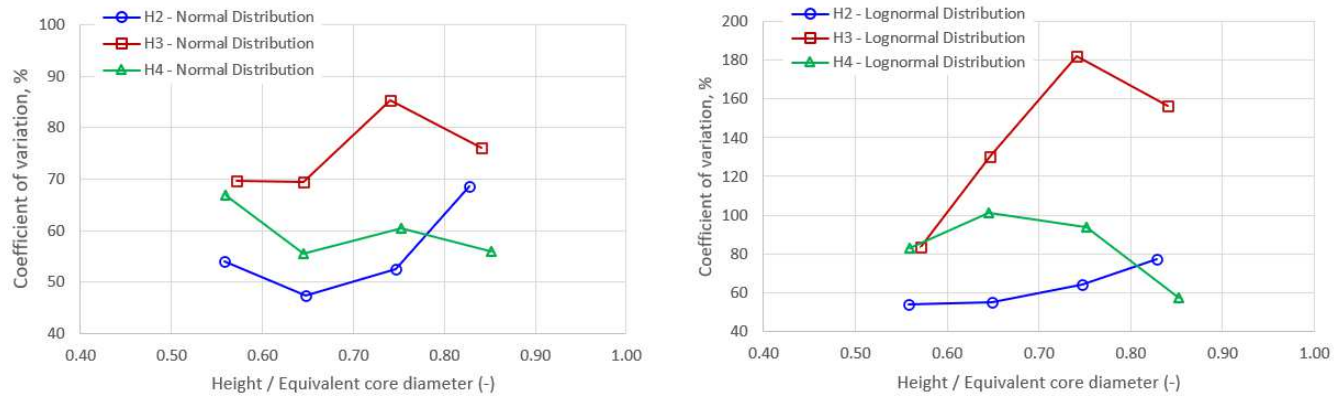 100
90
80
70
60
50
40
0.40 0.50 0.60 0.70 0.80 0.90 1.00
Coefficient of variation, %
Height / Equivalent core diameter (-)
H2 - Normal Distribution
H3 - Normal Distribution
H4 - Normal Distribution
200
180
160
140
120
100
80
60
40
0.40 0.50 0.60 0.70 0.80 0.90 1.00
Coefficient of variation, %
Height / Equivalent core diameter (-)
H2 - Lognormal Distribution
H3 - Lognormal Distribution
H4 - Lognormal Distribution